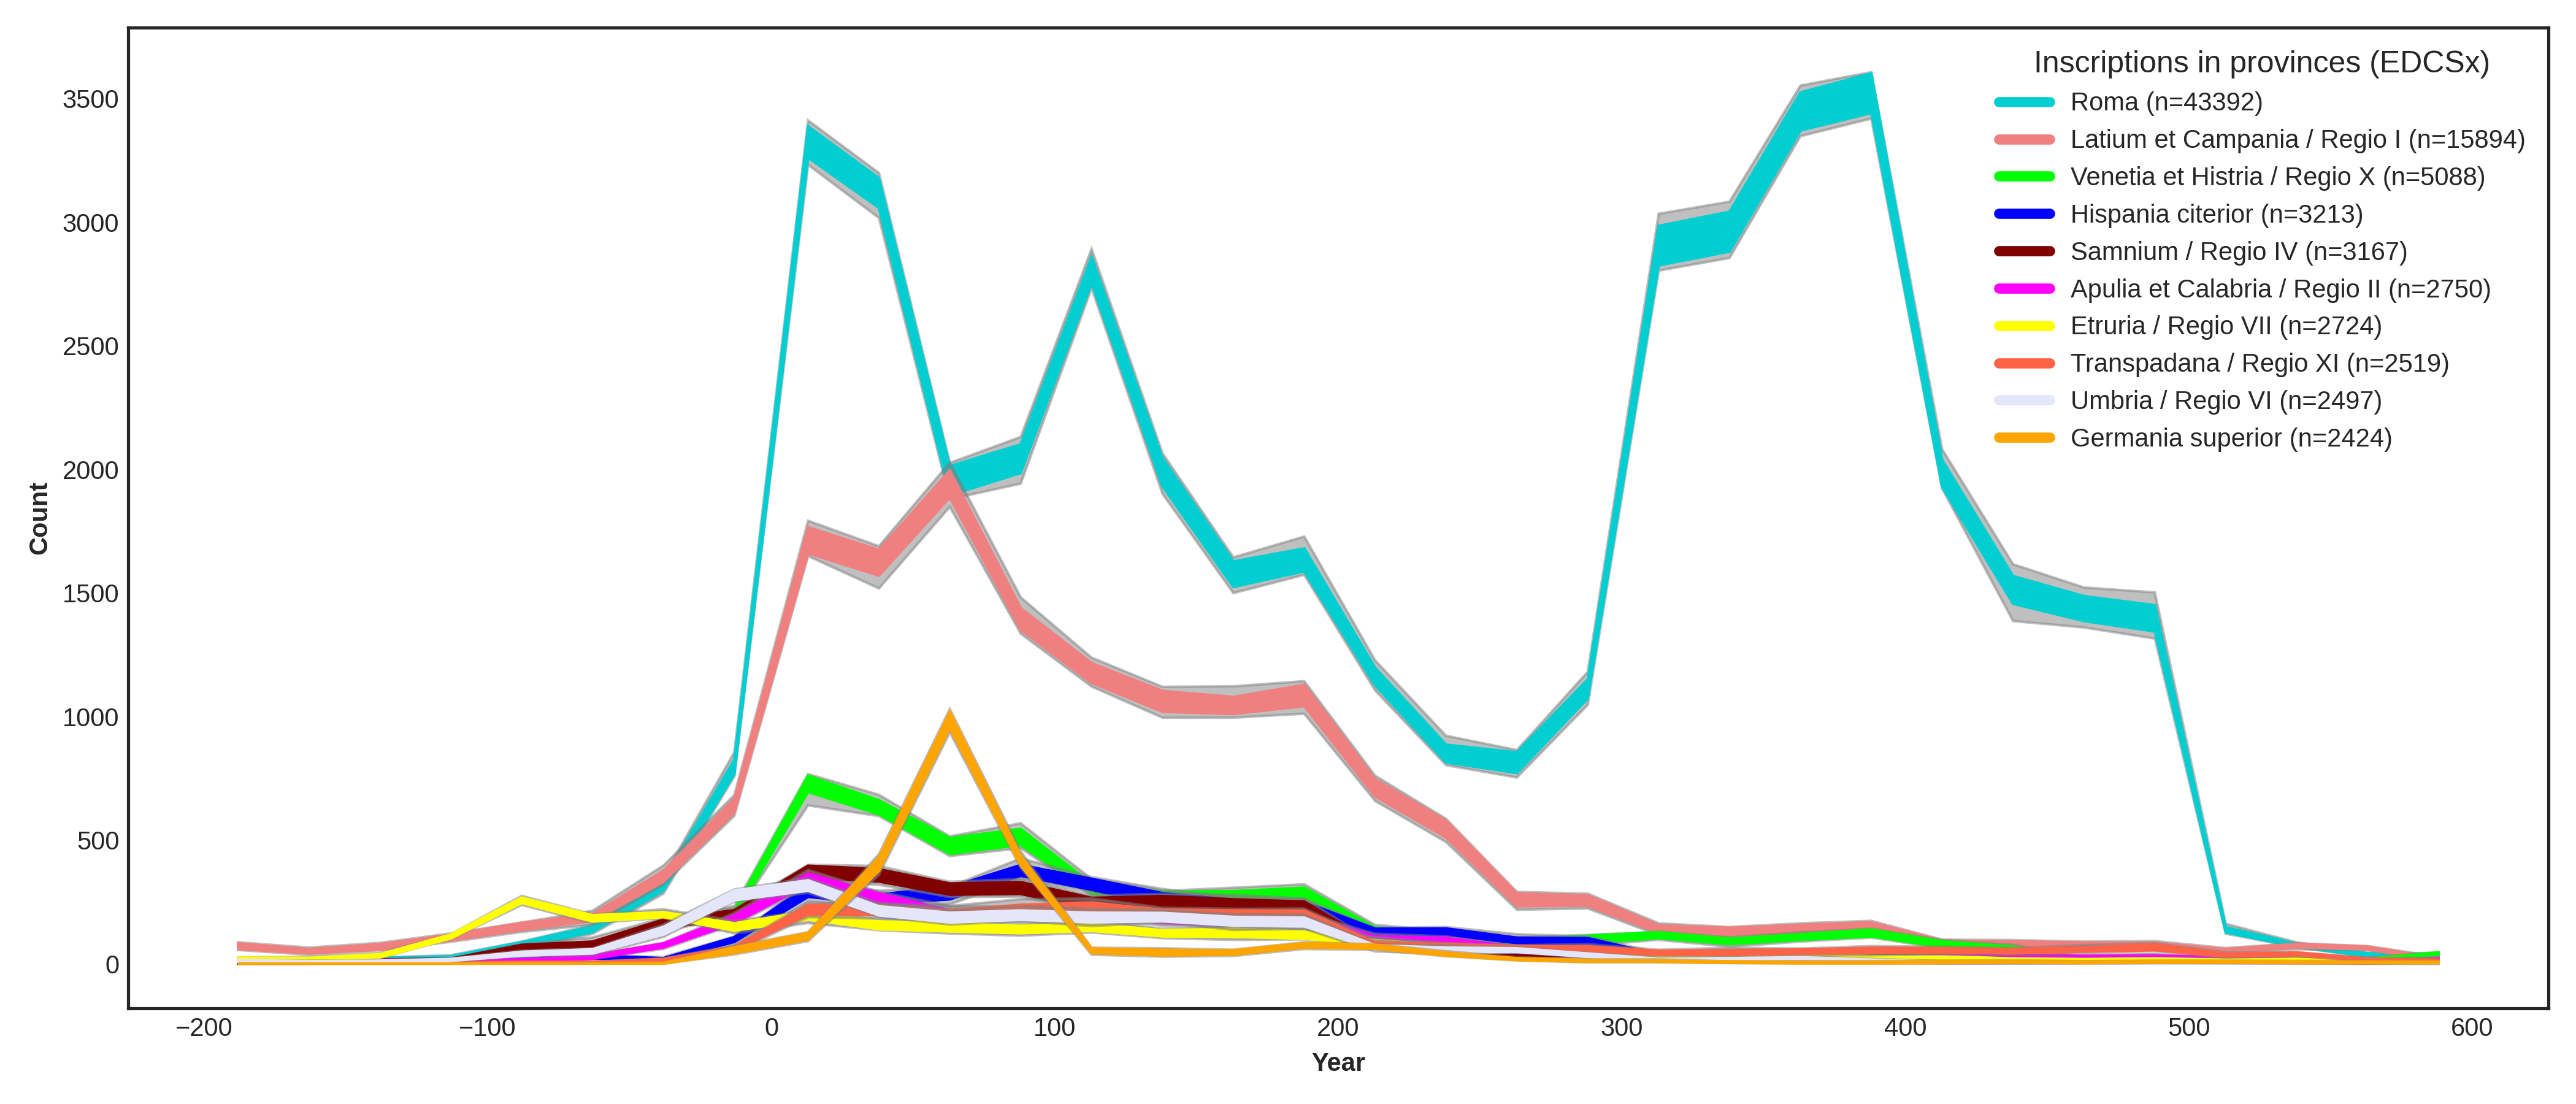 Inscriptions in provinces (EDCSx)
Roma (n=43392)
Latium et Campania / Regio I (n=15894)
Venetia et Histria / Regio X (n=5088)
Hispania citerior (n=3213)
Samnium / Regio IV (n=3167)
Apulia et Calabria / Regio II (n=2750)
Etruria / Regio VII (n=2724)
Transpadana / Regio XI (n=2519)
Umbria / Regio VI (n=2497)
Germania superior (n=2424)
3500
3000
2500
2000
1500
1000
500
0
Count
−200 −100 0 100 200 300 400 500 600
Year